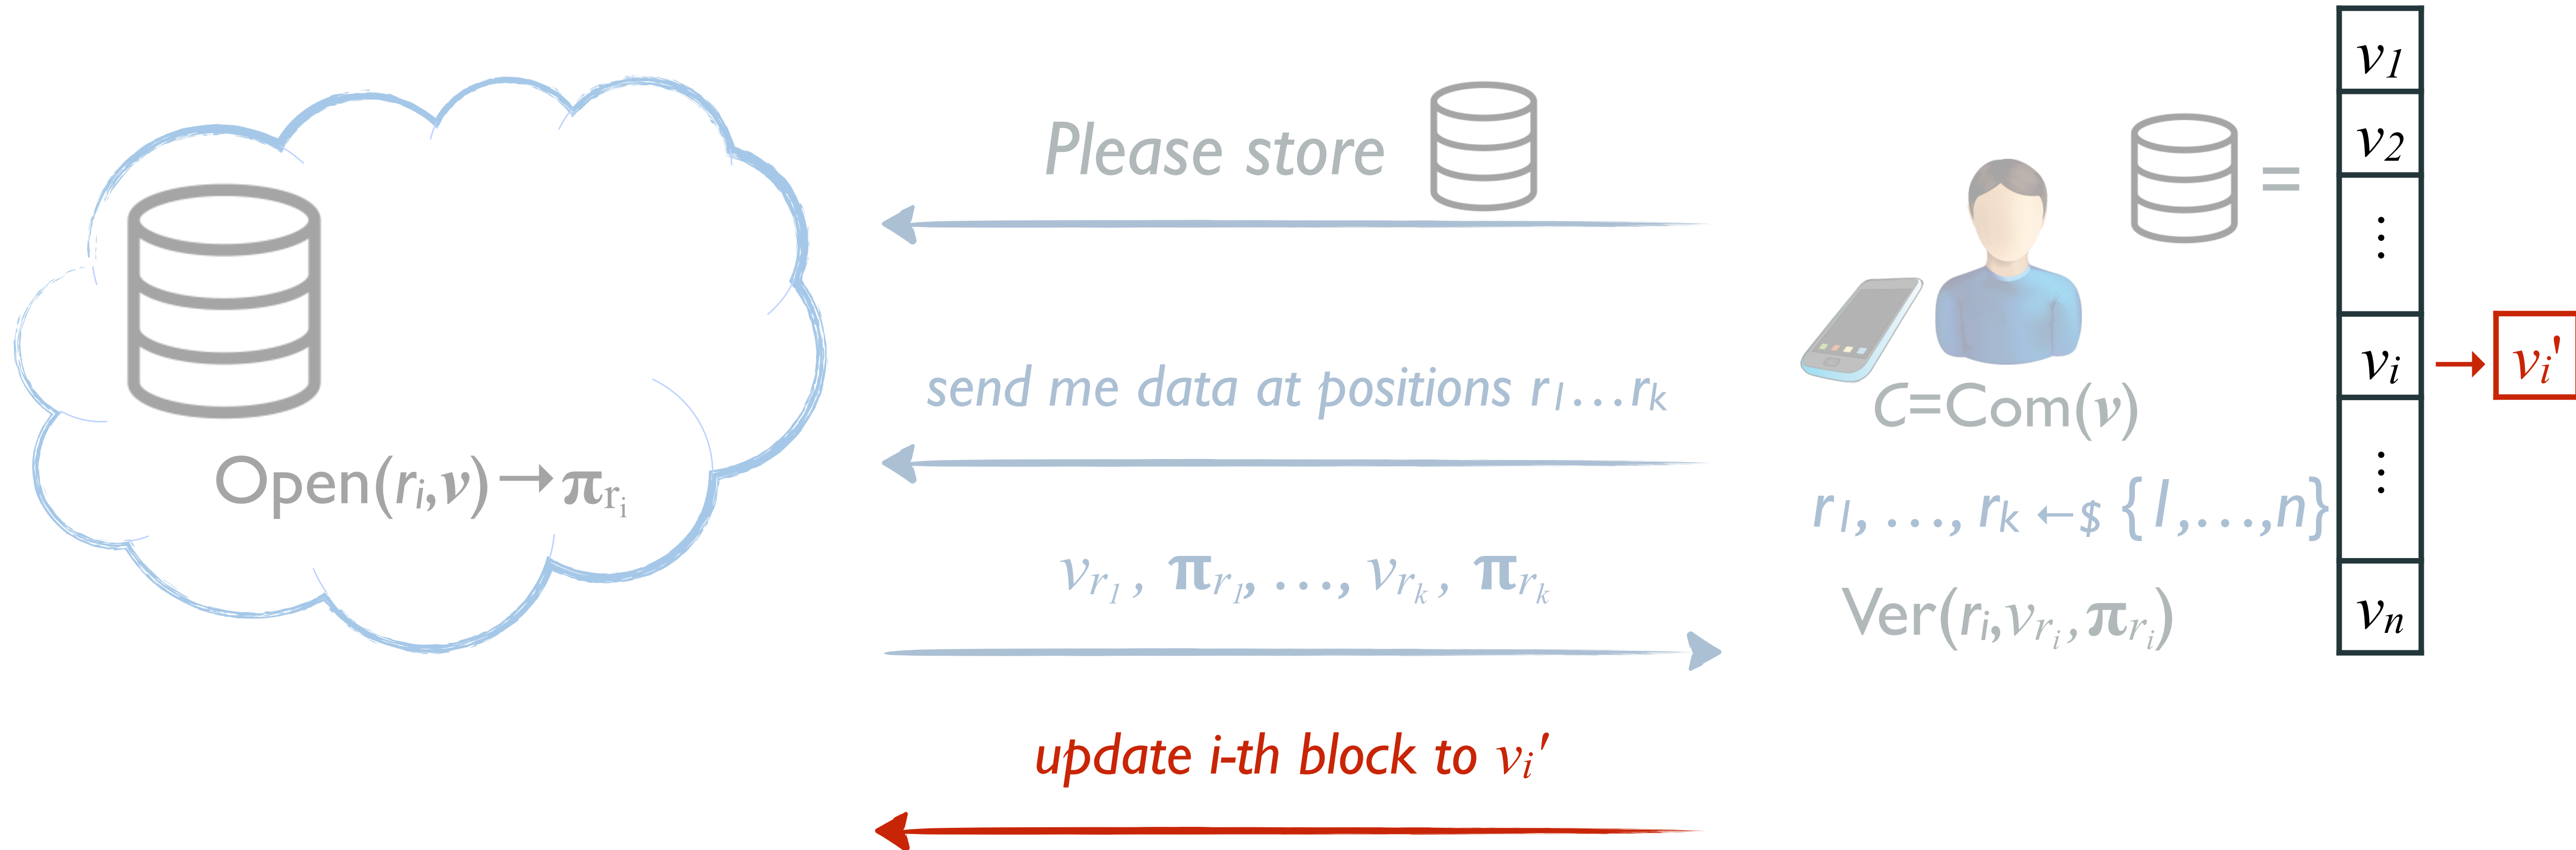 Please store
=
v1
v2
⋮
vi → vi'
⋮
vn
send me data at positions r1…rk
C=Com(v)
Open(ri,v)→πri
r1, …, rk ←$ {1,…,n}
vr1, πr1, …, vrk, πrk
Ver(ri,vri,πri)
update i-th block to vi'